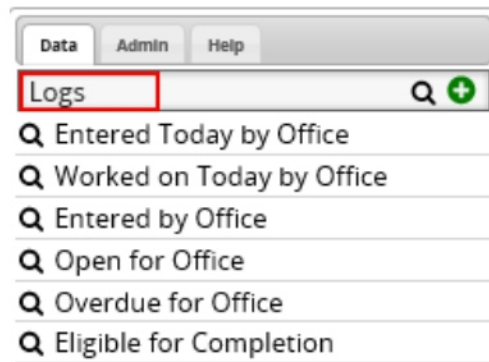 Data Admin Help
Logs
Entered Today by Office
Worked on Today by Office
Entered by Office
Open for Office
Overdue for Office
Eligible for Completion